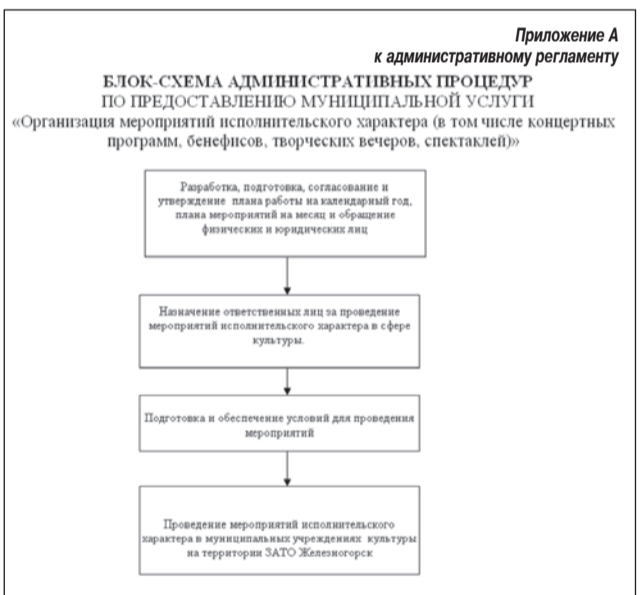 Приложение А
к административному регламенту
БЛОК-СХЕМА АДМИНИСТРАТИВНЫХ ПРОЦЕДУР
ПО ПРЕДОСТАВЛЕНИЮ МУНИЦИПАЛЬНОЙ УСЛУГИ
«Организация мероприятий исполнительского характера (в том числе концертных
программ, бенефисов, творческих вечеров, спектаклей)»
Разработка, подготовка, согласование и
утверждение плана работы на календарный год,
плана мероприятий на месяц и обращение
физических и юридических лиц
Назначение ответственных лиц за проведение
мероприятий исполнительского характера в сфере
культуры.
Подготовка и обеспечение условий для проведения
мероприятий
Проведение мероприятий исполнительского
характера в муниципальных учреждениях культуры
на территории ЗАТО Железногорск